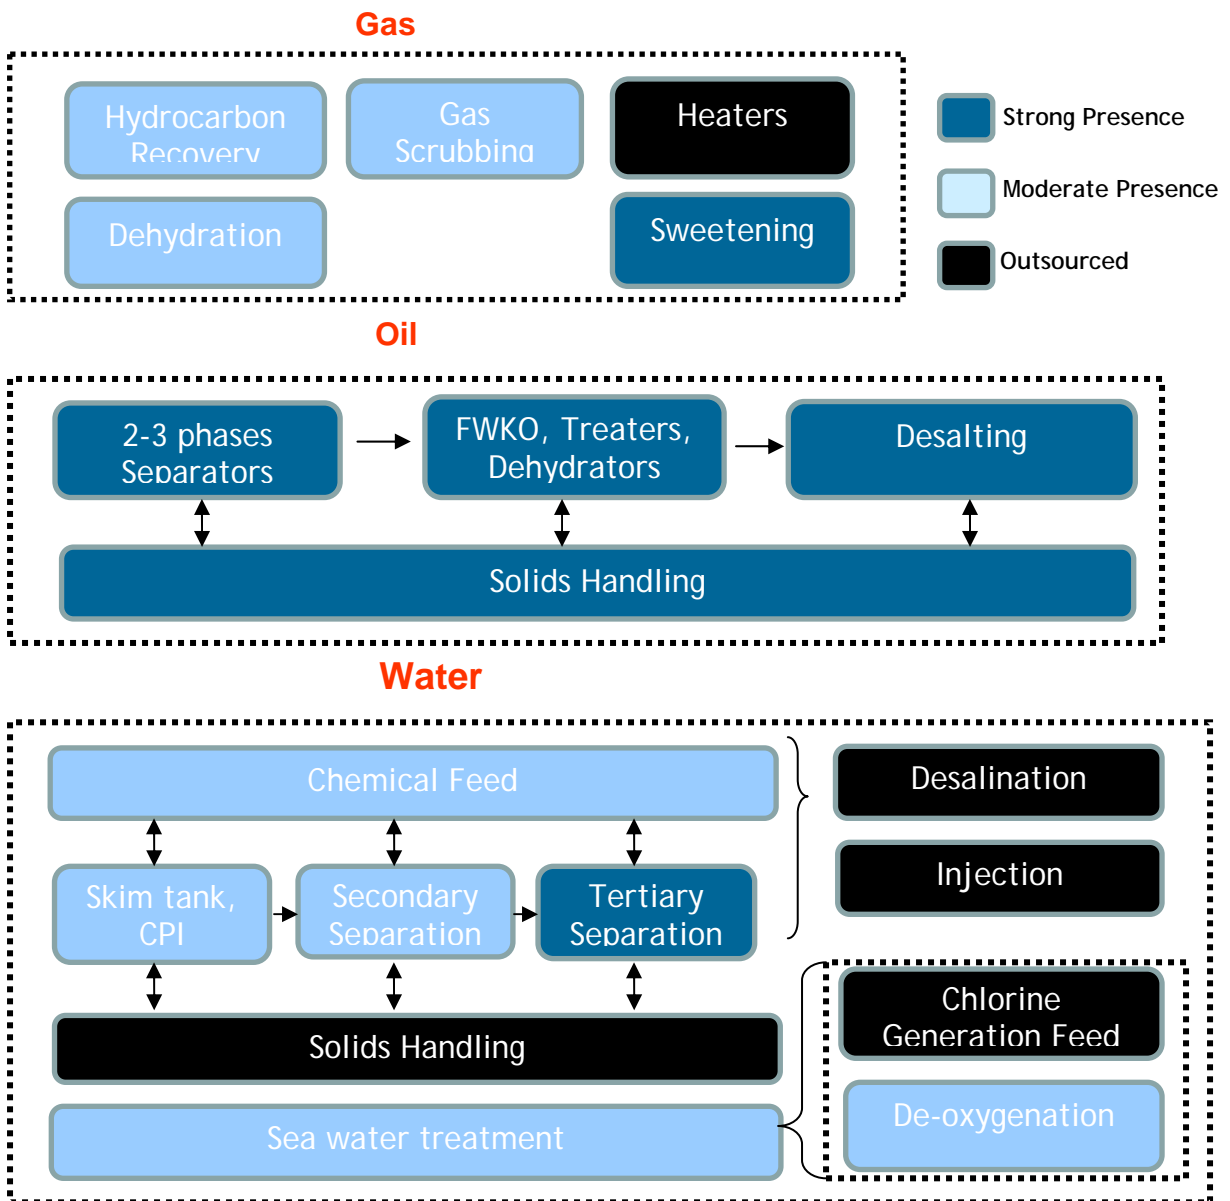 Gas
Hydrocarbon
Recovery
Gas
Scrubbing
Heaters
Dehydration
Sweetening
Strong Presence
Moderate Presence
Outsourced
Oil
2-3 phases
Separators
FWKO, Treaters,
Dehydrators
Desalting
Solids Handling
Water
Chemical Feed
Skim tank,
CPI
Secondary
Separation
Tertiary
Separation
Solids Handling
Sea water treatment
Desalination
Injection
Chlorine
Generation Feed
De-oxygenation